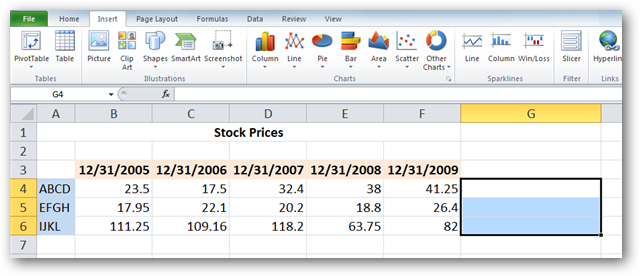 File Home Insert Page Layout Formulas Data Review View
PivotTable Table Picture Clip Art Shapes SmartArt Screenshot Column Line Pie Bar Area Scatter Other Charts Line Column Win/Loss Slicer Hyperlin
Tables Illustrations Charts Sparklines Filter Links
G4 fx
A B C D E F G
1 Stock Prices
2
3 12/31/2005 12/31/2006 12/31/2007 12/31/2008 12/31/2009
4 ABCD 23.5 17.5 32.4 38 41.25
5 EFGH 17.95 22.1 20.2 18.8 26.4
6 IJKL 111.25 109.16 118.2 63.75 82
7